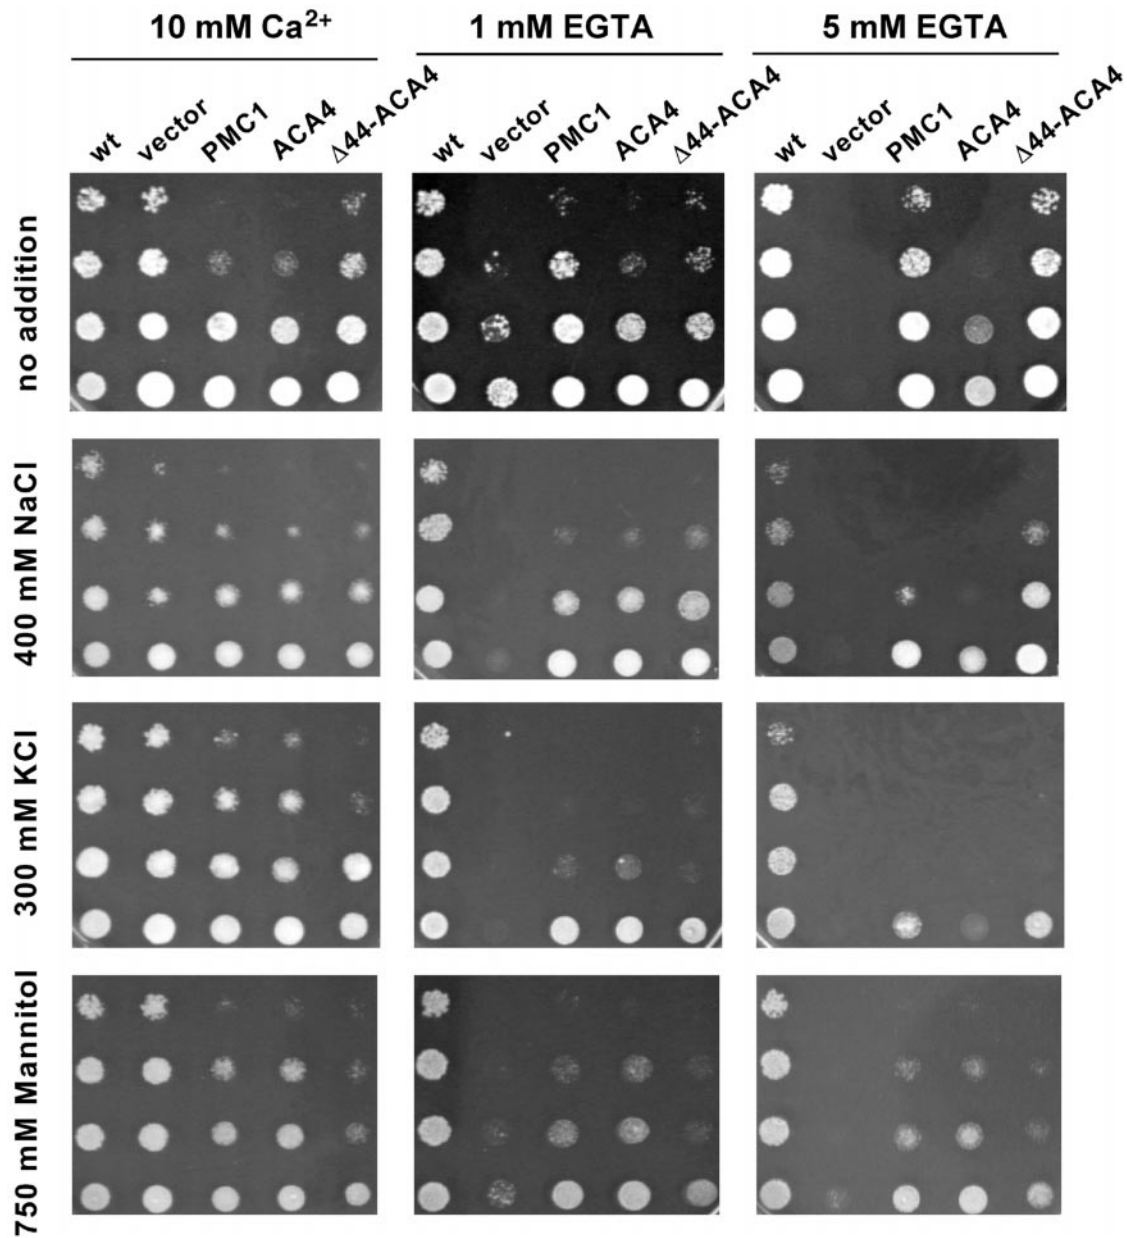 10 mM Ca²⁺ 1 mM EGTA 5 mM EGTA
wt vector PMC1 ACA4 Δ44-ACA4 wt vector PMC1 ACA4 Δ44-ACA4 wt vector PMC1 ACA4 Δ44-ACA4
no addition
400 mM NaCl
300 mM KCl
750 mM Mannitol